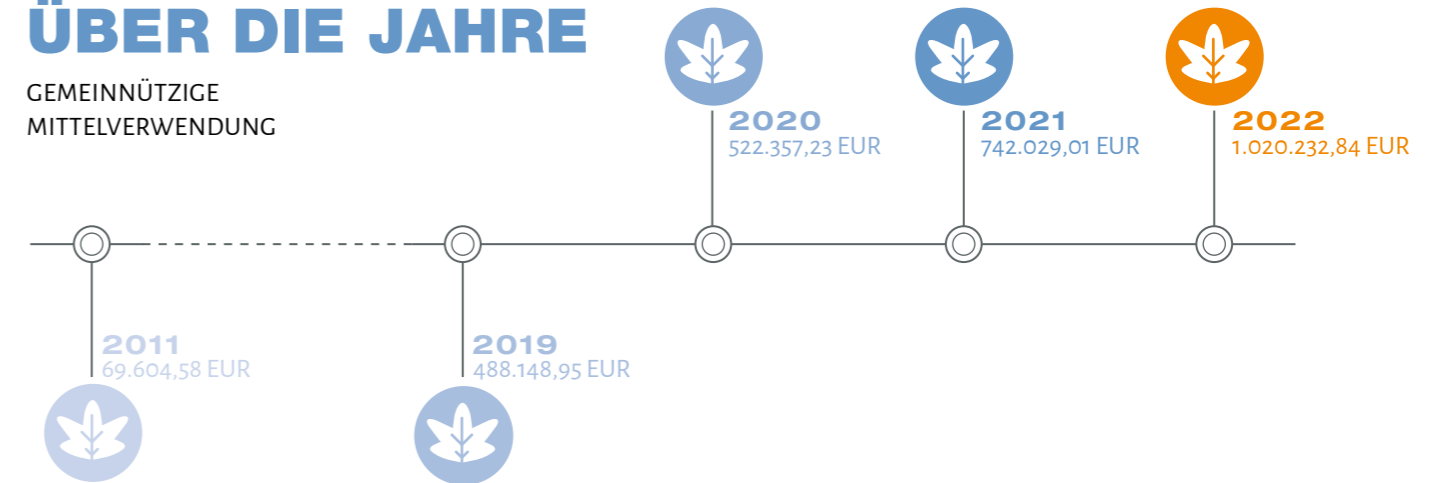 ÜBER DIE JAHRE
GEMEINNÜTZIGE
MITTELVERWENDUNG
2011
69.604,58 EUR
2019
488.148,95 EUR
2020
522.357,23 EUR
2021
742.029,01 EUR
2022
1.020.232,84 EUR